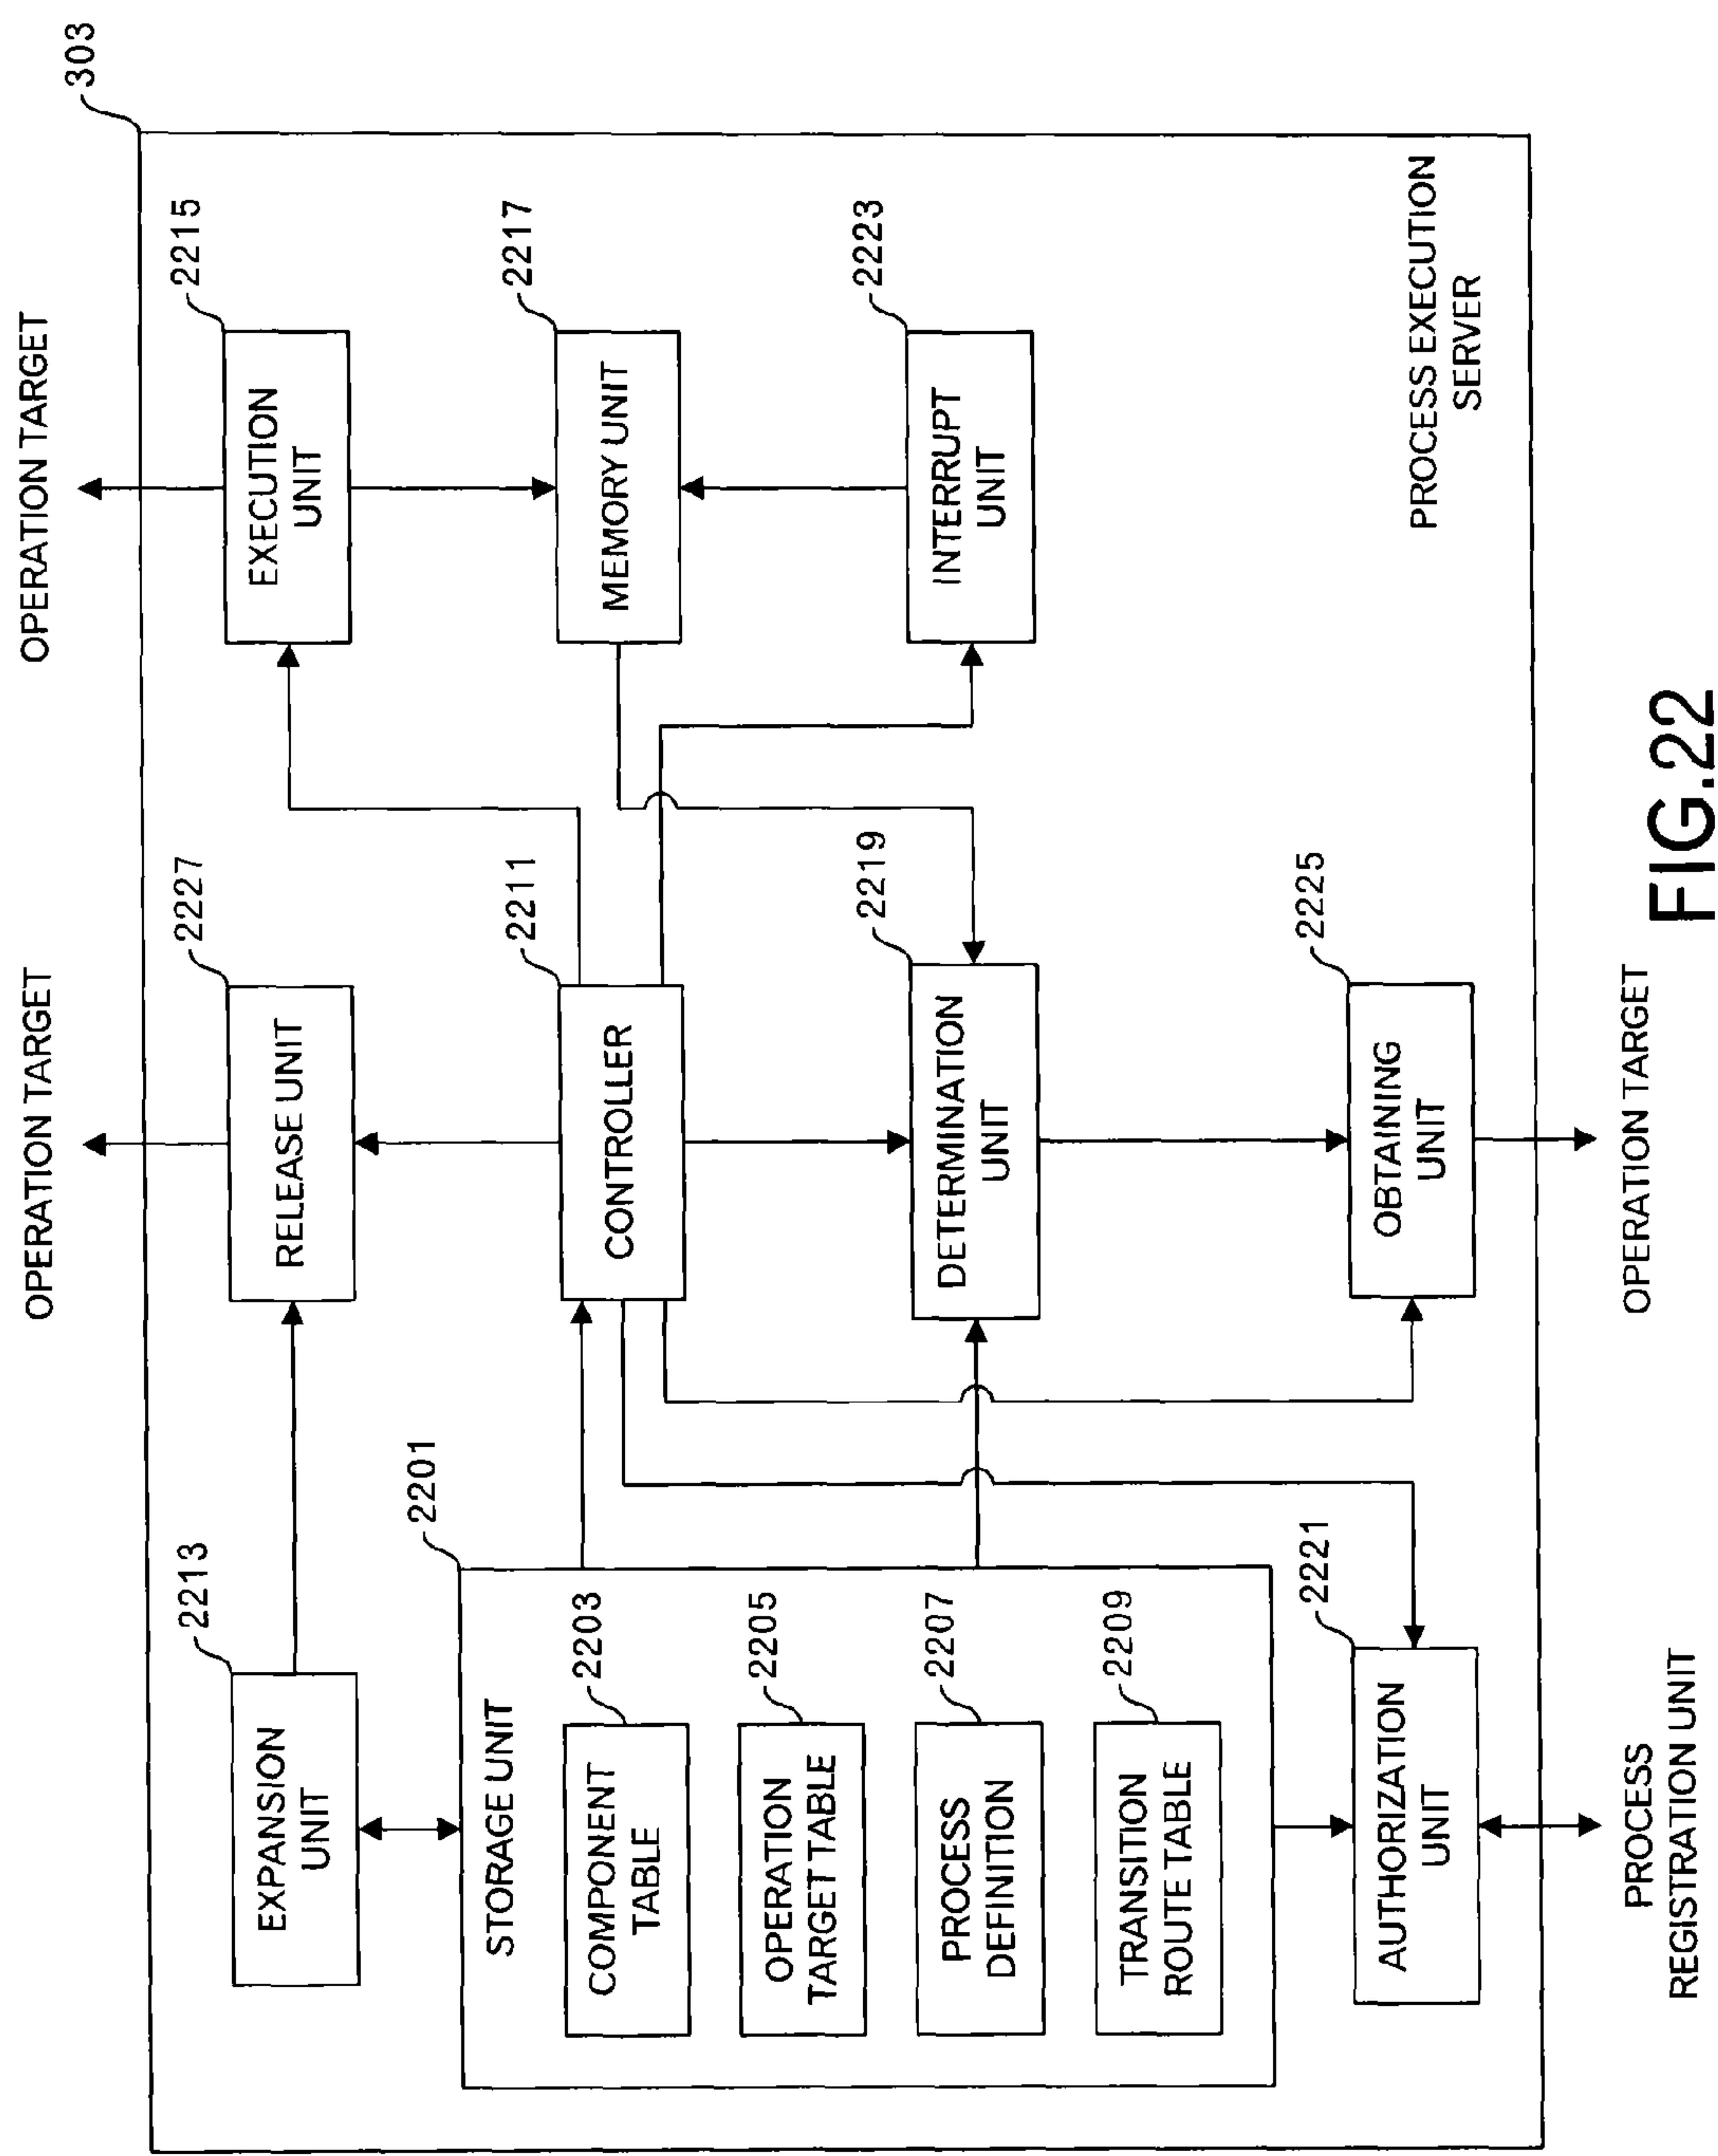 303
OPERATION TARGET
OPERATION TARGET
2213
EXPANSION
UNIT
2227
RELEASE UNIT
2215
EXECUTION
UNIT
2201
STORAGE UNIT
2203
COMPONENT
TABLE
2205
OPERATION
TARGET TABLE
2207
PROCESS
DEFINITION
2209
TRANSITION
ROUTE TABLE
2211
CONTROLLER
2217
MEMORY UNIT
2219
DETERMINATION
UNIT
2223
INTERRUPT
UNIT
2221
AUTHORIZATION
UNIT
2225
OBTAINING
UNIT
PROCESS EXECUTION
SERVER
PROCESS
REGISTRATION UNIT
OPERATION TARGET
FIG.22